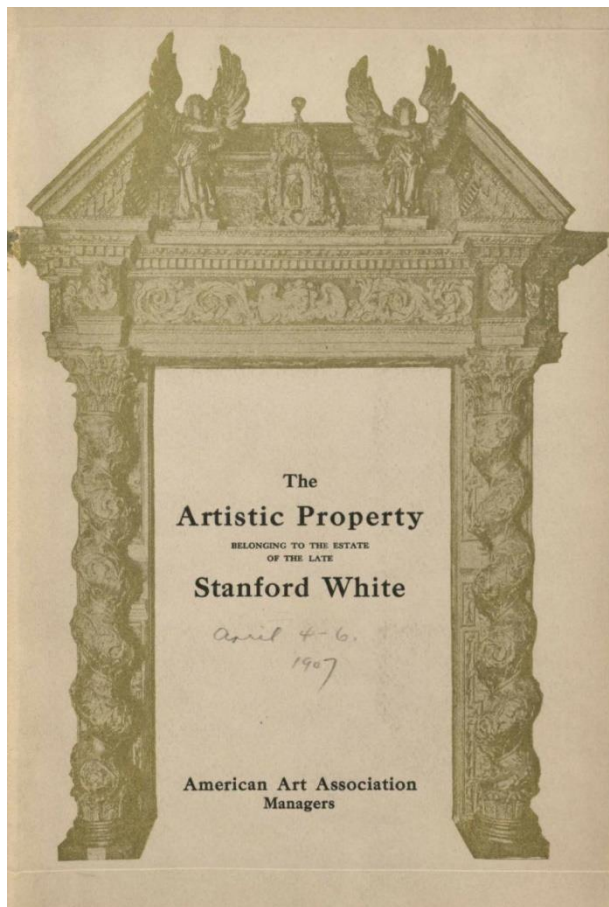 The
Artistic Property
BELONGING TO THE ESTATE
OF THE LATE
Stanford White
April 4-6.
1907
American Art Association
Managers